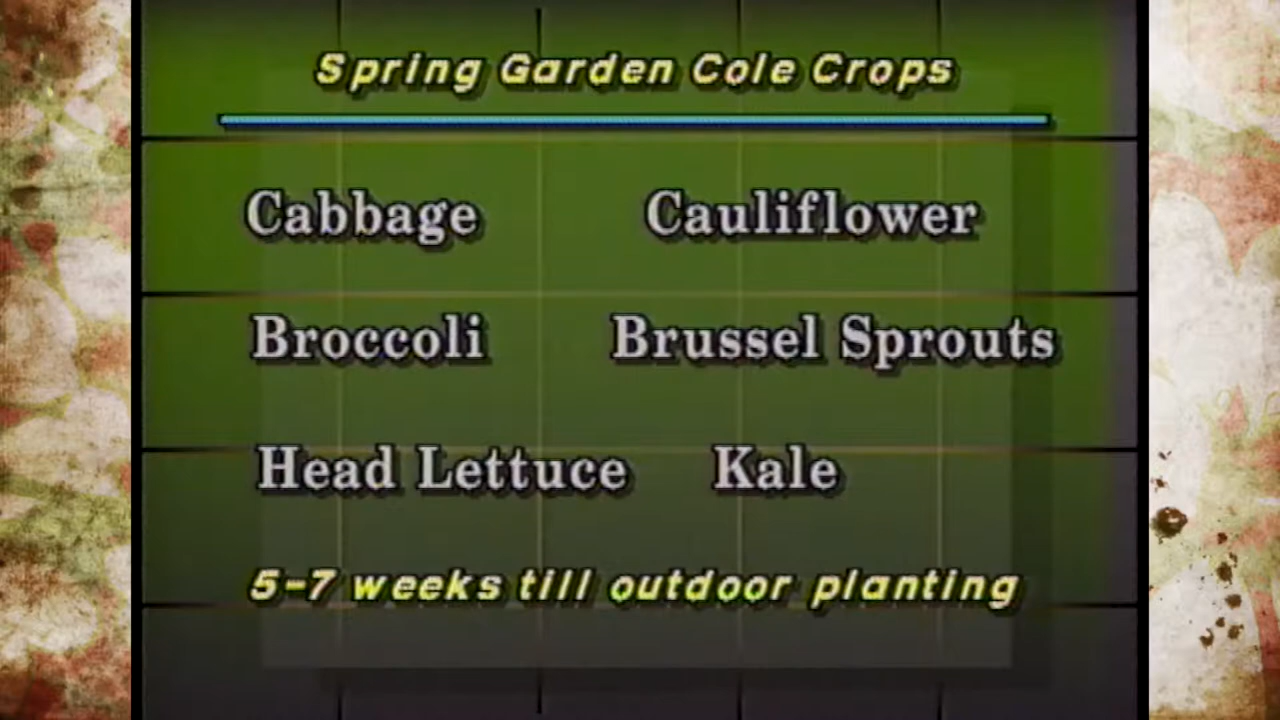 Spring Garden Cole Crops
Cabbage Cauliflower
Broccoli Brussel Sprouts
Head Lettuce Kale
5-7 weeks till outdoor planting